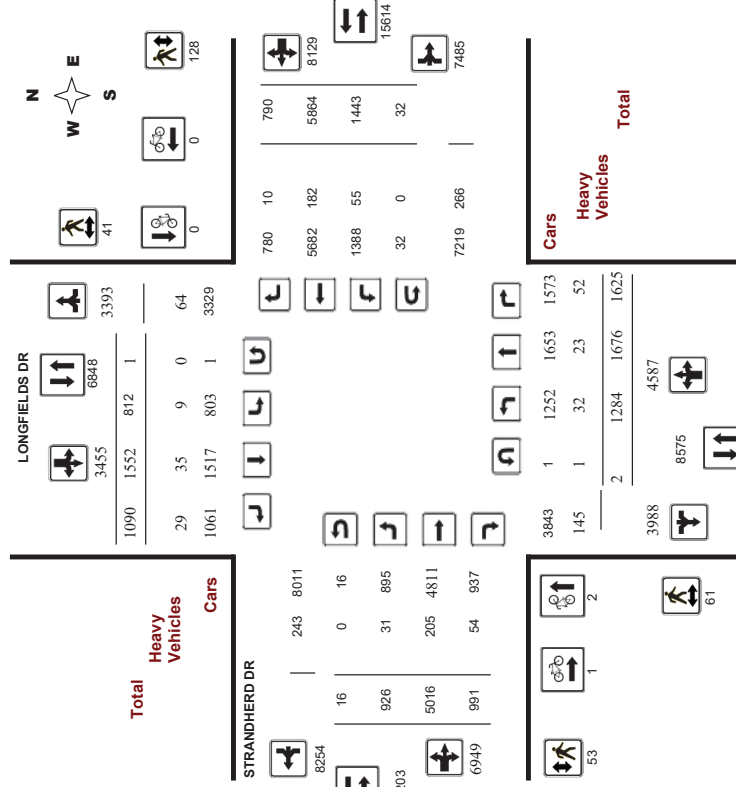 N
W E
S
41
128
0
0
LONGFIELDS DR
3455
6848
3393
1090 1552 812 1
29 35 9 0 64
1061 1517 803 1 3329
Total
Heavy
Vehicles
Cars
8129
15614
7485
780 10 790
5682 182 5864
1388 55 1443
32 0 32
7219 266
STRANDHERD DR
8254
203
6949
243 8011
16 0 16
926 31 895
5016 205 4811
991 54 937
Cars
Heavy
Vehicles
Total
3843 1 1252 1653 1573
145 1 32 23 52
2 1284 1676 1625
3988
8575
4587
53
1
2
61